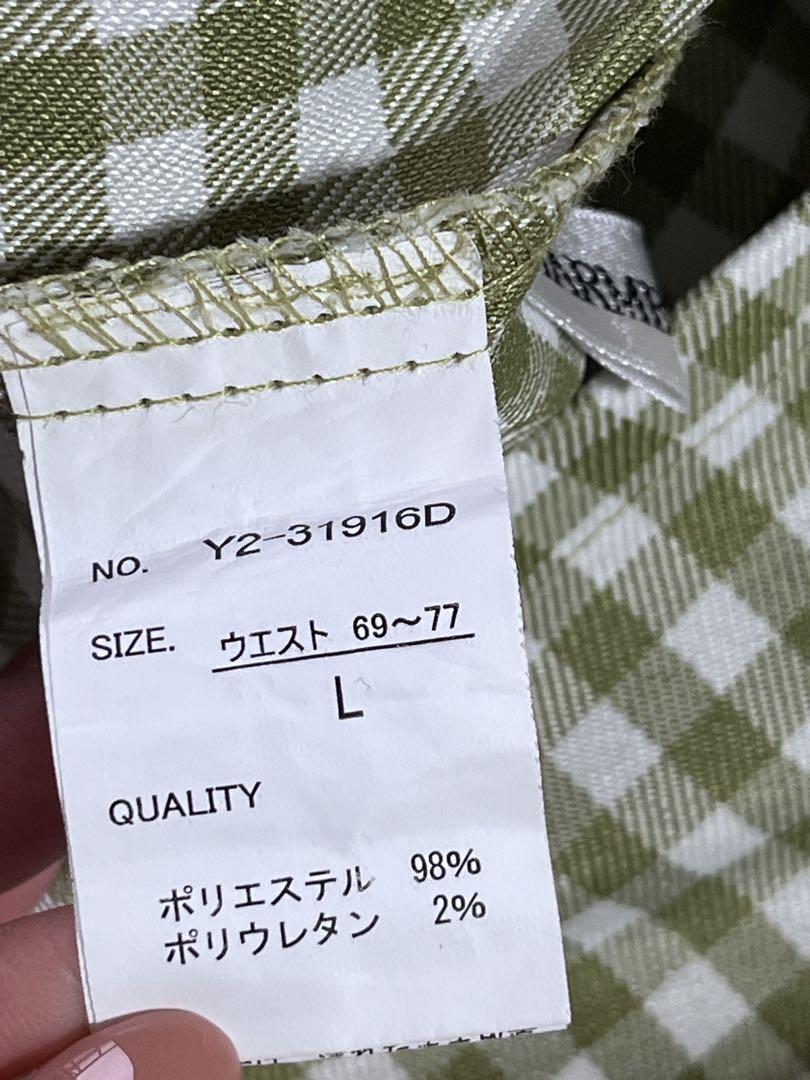 NO. Y2-31916D
SIZE. ウエスト 69〜77
L
QUALITY
ポリエステル 98%
ポリウレタン 2%